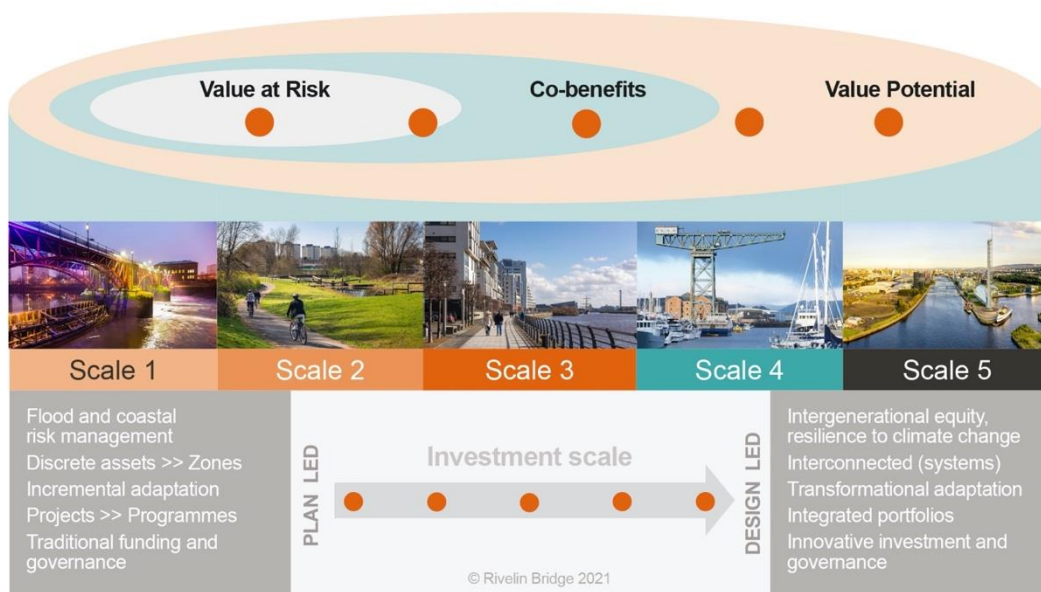 Value at Risk
Co-benefits
Value Potential
Scale 1
Scale 2
Scale 3
Scale 4
Scale 5
Flood and coastal
risk management
Discrete assets >> Zones
Incremental adaptation
Projects >> Programmes
Traditional funding and
governance
PLAN LED
Investment scale
DESIGN LED
© Rivelin Bridge 2021
Intergenerational equity,
resilience to climate change
Interconnected (systems)
Transformational adaptation
Integrated portfolios
Innovative investment and
governance